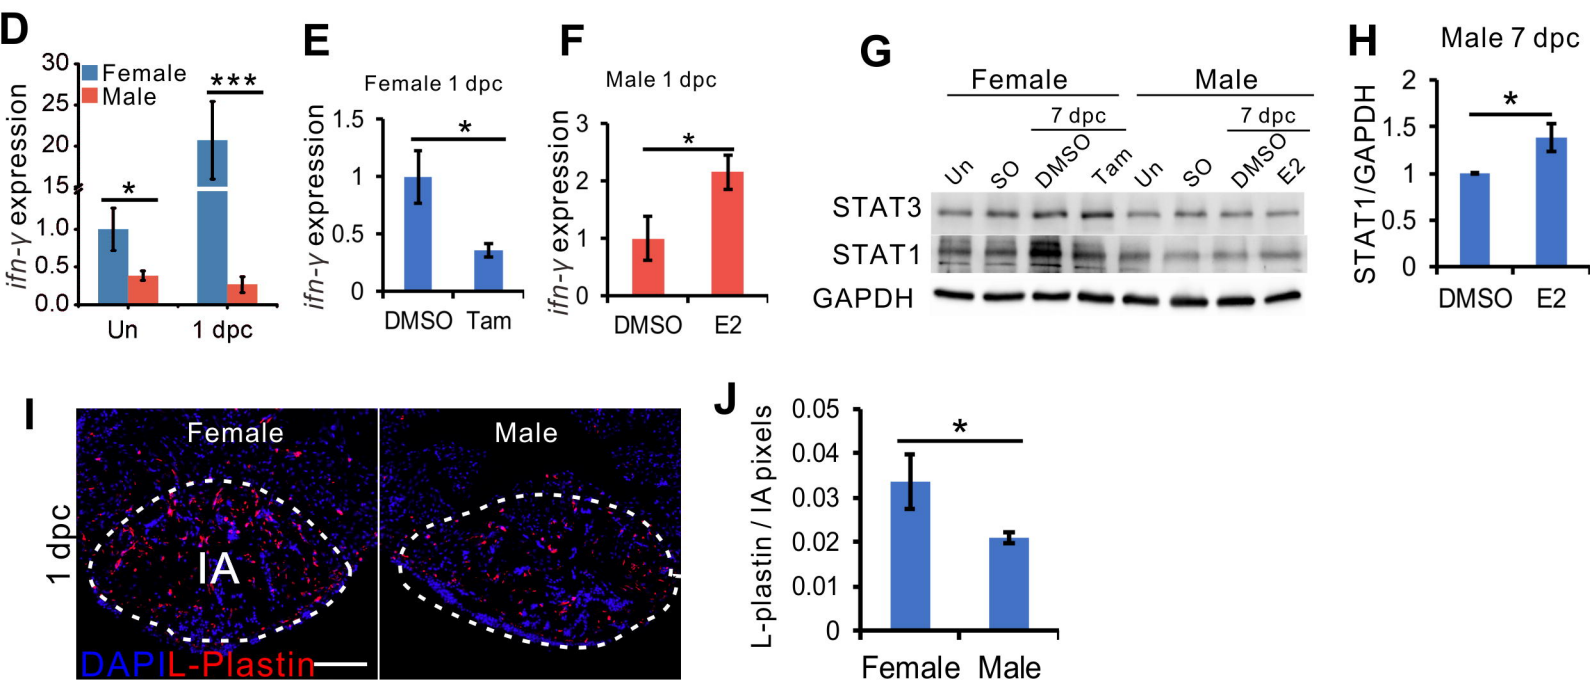 D
30
25
20
15
1.0
0.5
0.0
ifn-γ expression
Female
Male
*
***
Un
1 dpc
E
Female 1 dpc
1.5
1
0.5
0
ifn-γ expression
*
DMSO
Tam
F
Male 1 dpc
3
2
1
0
ifn-γ expression
*
DMSO
E2
G
Female
Male
7 dpc
7 dpc
Un
SO
DMSO
Tam
Un
SO
DMSO
E2
STAT3
STAT1
GAPDH
H
Male 7 dpc
2
1.5
1
0.5
0
STAT1/GAPDH
*
DMSO
E2
I
1 dpc
Female
Male
IA
DAPI L-Plastin
J
0.05
0.04
0.03
0.02
0.01
0
L-plastin / IA pixels
*
Female
Male